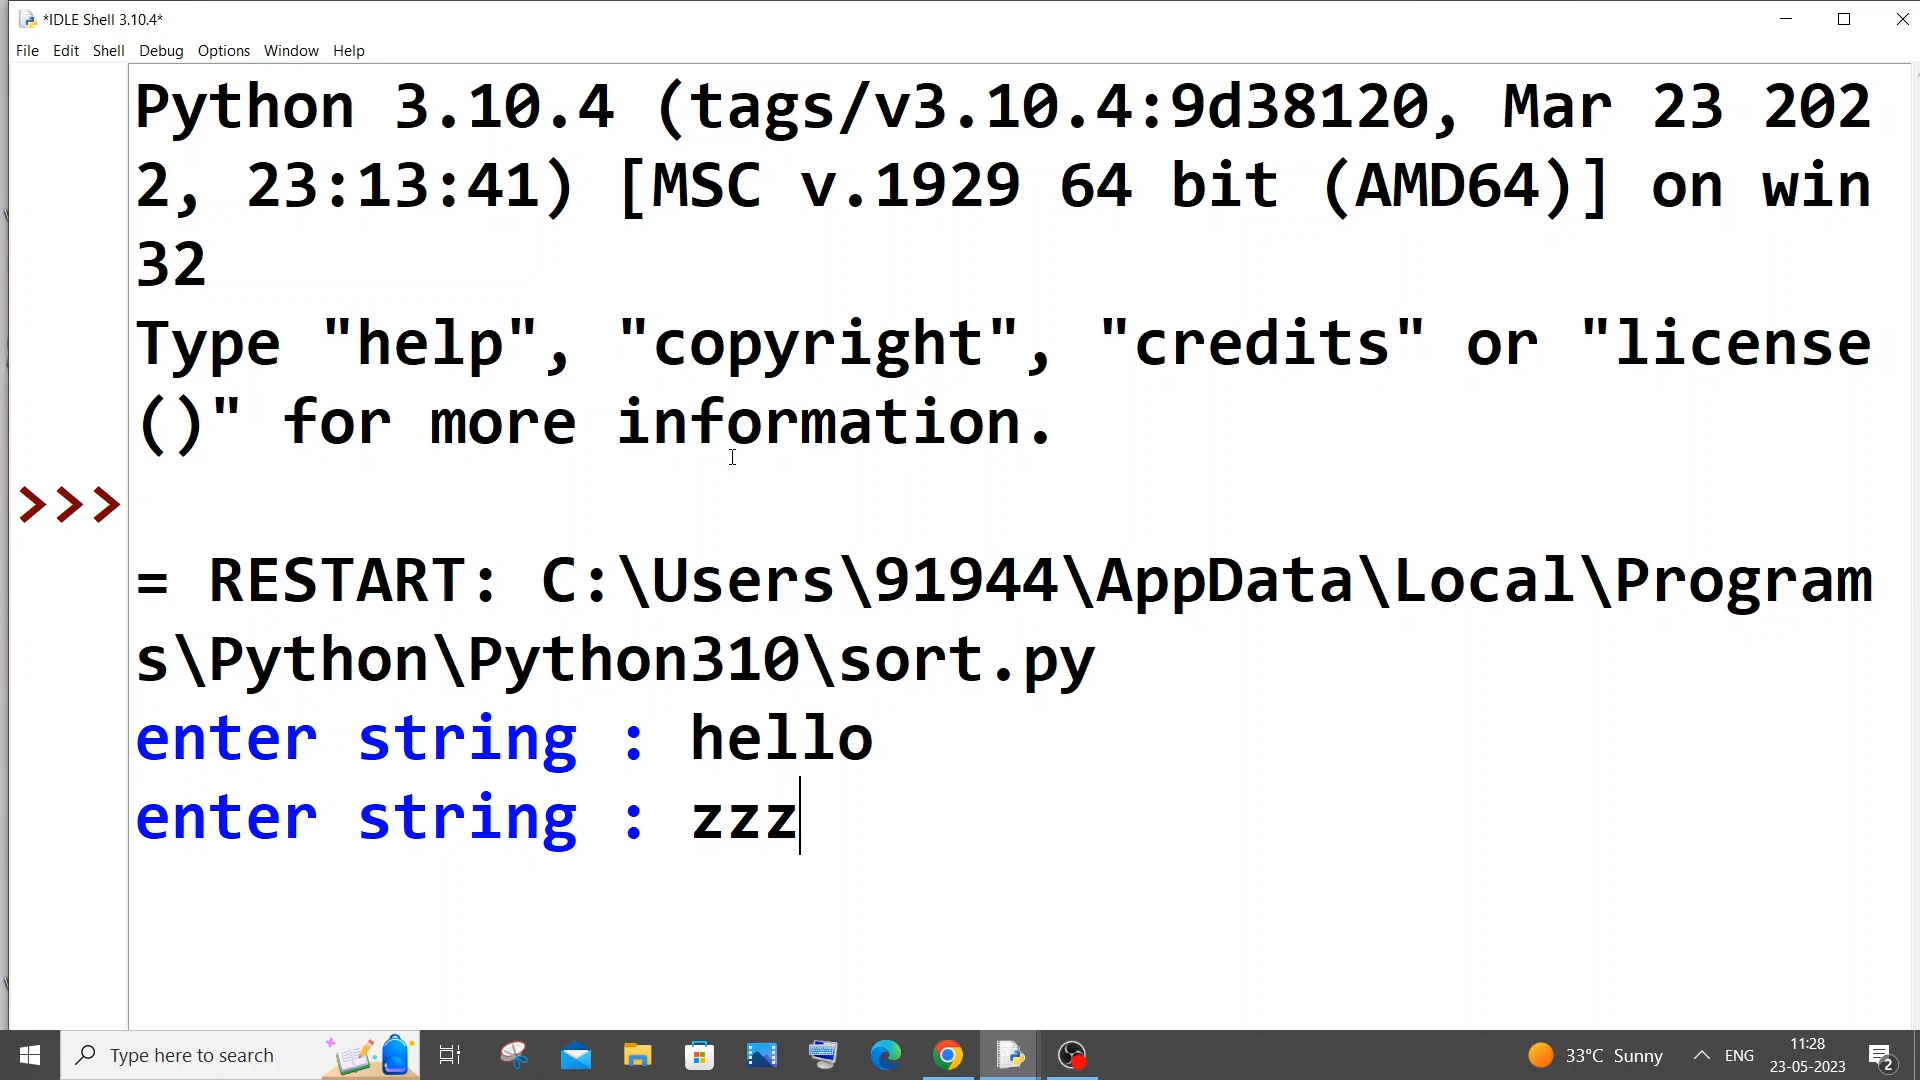 *IDLE Shell 3.10.4*
File Edit Shell Debug Options Window Help
Python 3.10.4 (tags/v3.10.4:9d38120, Mar 23 202
2, 23:13:41) [MSC v.1929 64 bit (AMD64)] on win
32
Type "help", "copyright", "credits" or "license
()" for more information.
>>>
= RESTART: C:\Users\91944\AppData\Local\Program
s\Python\Python310\sort.py
enter string : hello
enter string : zzz
Type here to search
33°C Sunny
ENG
11:28
23-05-2023
2